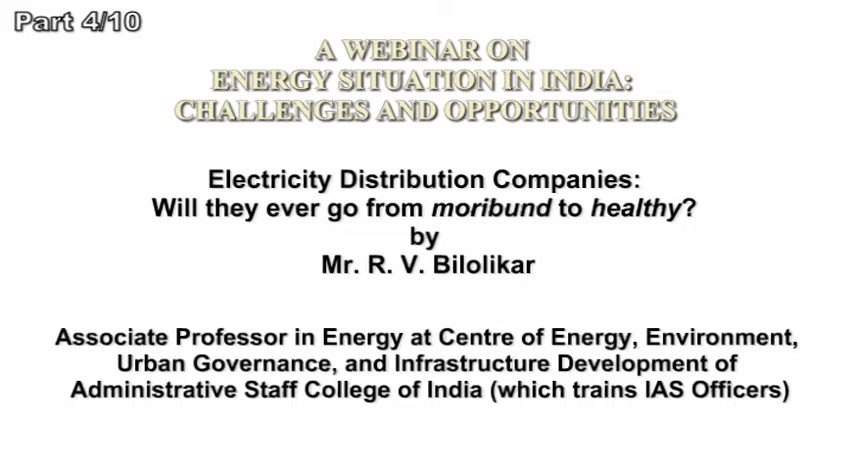 Part 4/10
A WEBINAR ON
ENERGY SITUATION IN INDIA:
CHALLENGES AND OPPORTUNITIES
Electricity Distribution Companies:
Will they ever go from moribund to healthy?
by
Mr. R. V. Bilolikar
Associate Professor in Energy at Centre of Energy, Environment,
Urban Governance, and Infrastructure Development of
Administrative Staff College of India (which trains IAS Officers)